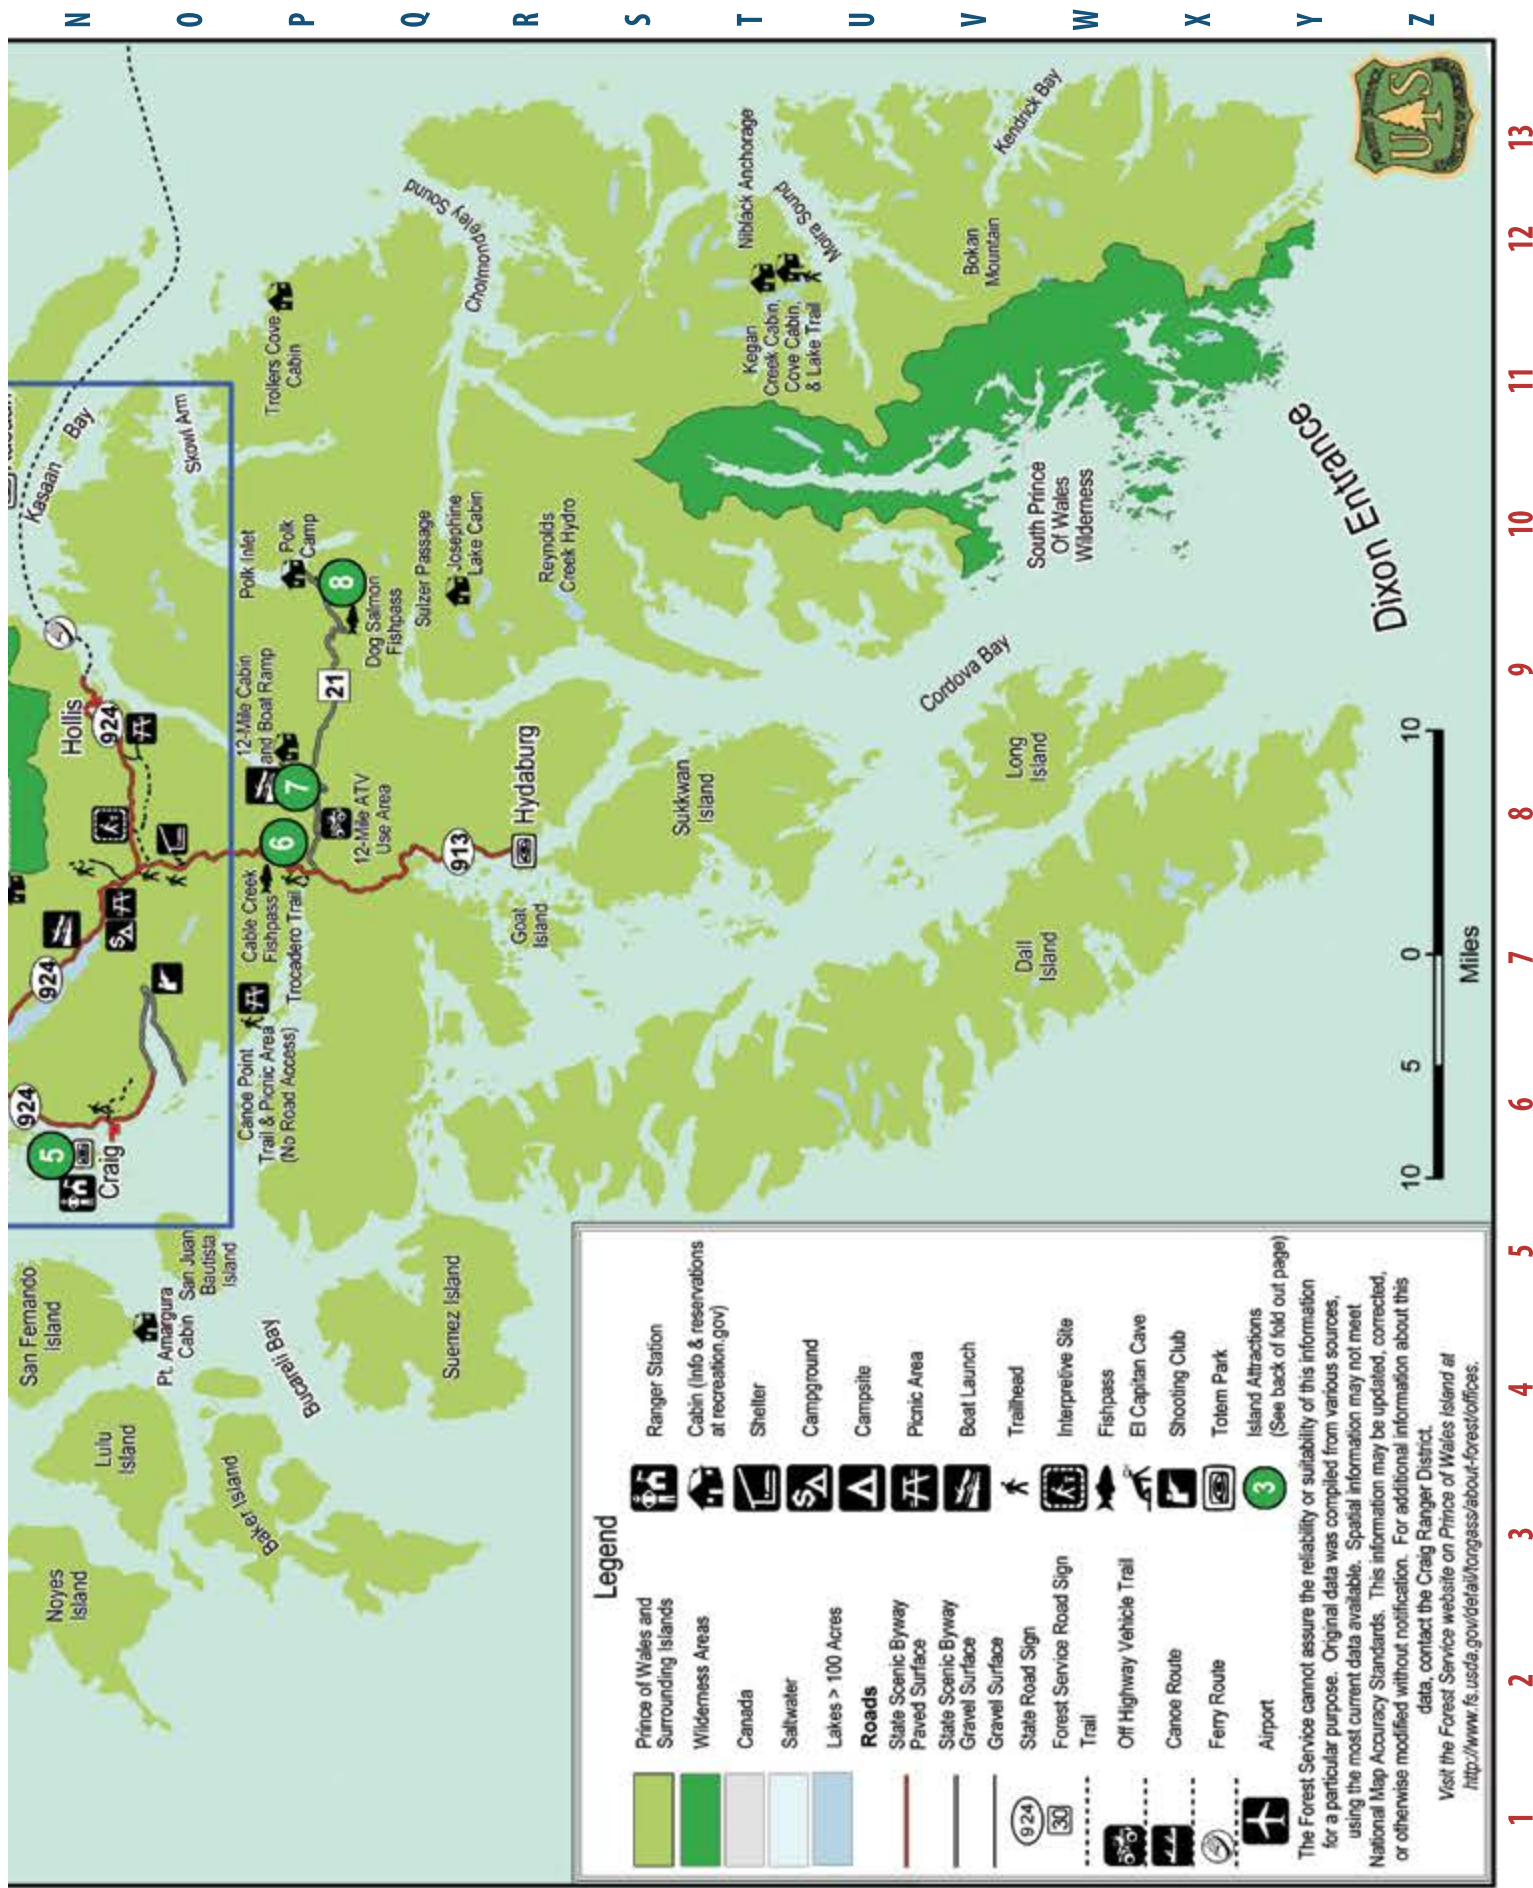 N
O
P
Q
R
S
T
U
V
W
X
Y
Z
1
2
3
4
5
6
7
8
9
10
11
12
13
Kasaan
Bay
Skowl Arm
Trollers Cove
Cabin
Cholmondeley Sound
Niblack Anchorage
Moira Sound
Kendrick Bay
Bokan
Mountain
Kegan
Creek Cabin,
Cove Cabin,
& Lake Trail
Polk Inlet
Polk
Camp
8
Dog Salmon
Fishpass
Sulzer Passage
Josephine
Lake Cabin
Reynolds
Creek Hydro
South Prince
Of Wales
Wilderness
Dixon Entrance
Cordova Bay
Hollis
924
12-Mile Cabin
and Boat Ramp
21
7
6
12-Mile ATV
Use Area
913
Hydaburg
Sukkwan
Island
Long
Island
Cable Creek
Fishpass
Trocadero Trail
Goat
Island
Dall
Island
924
924
5
Craig
Canoe Point
Trail & Picnic Area
(No Road Access)
San Fernando
Island
San Juan
Bautista
Island
Pt. Amargura
Cabin
Bucareli Bay
Suemez Island
Lulu
Island
Baker Island
Noyes
Island
10
5
0
10
Miles
UAS
Legend
Prince of Wales and
Surrounding Islands
Wilderness Areas
Canada
Saltwater
Lakes > 100 Acres
Roads
State Scenic Byway
Paved Surface
State Scenic Byway
Gravel Surface
Gravel Surface
924
State Road Sign
30
Forest Service Road Sign
Trail
Off Highway Vehicle Trail
Canoe Route
Ferry Route
Airport
Ranger Station
Cabin (Info & reservations
at recreation.gov)
Shelter
Campground
Campsite
Picnic Area
Boat Launch
Trailhead
Interpretive Site
Fishpass
El Capitan Cave
Shooting Club
Totem Park
3
Island Attractions
(See back of fold out page)
The Forest Service cannot assure the reliability or suitability of this information
for a particular purpose. Original data was compiled from various sources,
using the most current data available. Spatial information may not meet
National Map Accuracy Standards. This information may be updated, corrected,
or otherwise modified without notification. For additional information about this
data, contact the Craig Ranger District.
Visit the Forest Service website on Prince of Wales Island at
http://www.fs.usda.gov/detail/tongass/about-forest/offices.